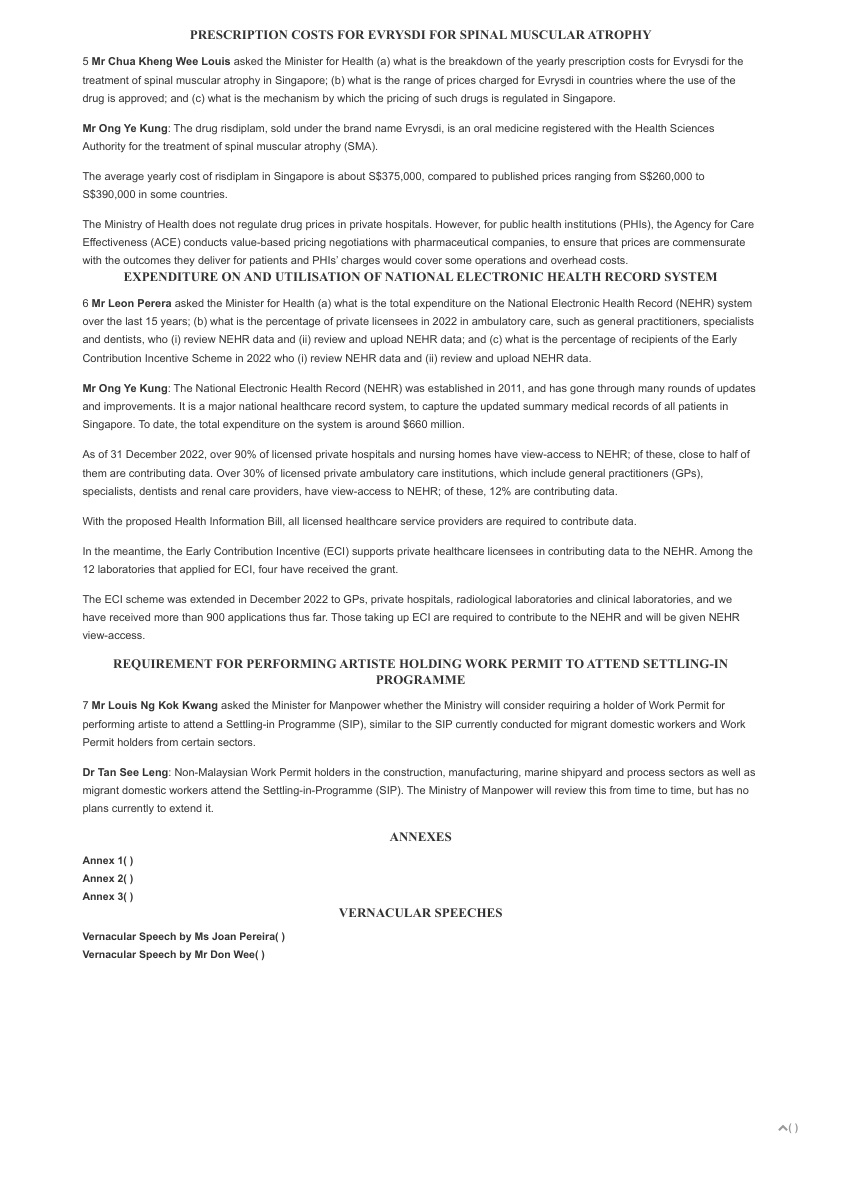 PRESCRIPTION COSTS FOR EVRYSDI FOR SPINAL MUSCULAR ATROPHY
5 Mr Chua Kheng Wee Louis asked the Minister for Health (a) what is the breakdown of the yearly prescription costs for Evrysdi for the
treatment of spinal muscular atrophy in Singapore; (b) what is the range of prices charged for Evrysdi in countries where the use of the
drug is approved; and (c) what is the mechanism by which the pricing of such drugs is regulated in Singapore.
Mr Ong Ye Kung: The drug risdiplam, sold under the brand name Evrysdi, is an oral medicine registered with the Health Sciences
Authority for the treatment of spinal muscular atrophy (SMA).
The average yearly cost of risdiplam in Singapore is about S$375,000, compared to published prices ranging from S$260,000 to
S$390,000 in some countries.
The Ministry of Health does not regulate drug prices in private hospitals. However, for public health institutions (PHIs), the Agency for Care
Effectiveness (ACE) conducts value-based pricing negotiations with pharmaceutical companies, to ensure that prices are commensurate
with the outcomes they deliver for patients and PHIs' charges would cover some operations and overhead costs.
EXPENDITURE ON AND UTILISATION OF NATIONAL ELECTRONIC HEALTH RECORD SYSTEM
6 Mr Leon Perera asked the Minister for Health (a) what is the total expenditure on the National Electronic Health Record (NEHR) system
over the last 15 years; (b) what is the percentage of private licensees in 2022 in ambulatory care, such as general practitioners, specialists
and dentists, who (i) review NEHR data and (ii) review and upload NEHR data; and (c) what is the percentage of recipients of the Early
Contribution Incentive Scheme in 2022 who (i) review NEHR data and (ii) review and upload NEHR data.
Mr Ong Ye Kung: The National Electronic Health Record (NEHR) was established in 2011, and has gone through many rounds of updates
and improvements. It is a major national healthcare record system, to capture the updated summary medical records of all patients in
Singapore. To date, the total expenditure on the system is around $660 million.
As of 31 December 2022, over 90% of licensed private hospitals and nursing homes have view-access to NEHR; of these, close to half of
them are contributing data. Over 30% of licensed private ambulatory care institutions, which include general practitioners (GPs),
specialists, dentists and renal care providers, have view-access to NEHR; of these, 12% are contributing data.
With the proposed Health Information Bill, all licensed healthcare service providers are required to contribute data.
In the meantime, the Early Contribution Incentive (ECI) supports private healthcare licensees in contributing data to the NEHR. Among the
12 laboratories that applied for ECI, four have received the grant.
The ECI scheme was extended in December 2022 to GPs, private hospitals, radiological laboratories and clinical laboratories, and we
have received more than 900 applications thus far. Those taking up ECI are required to contribute to the NEHR and will be given NEHR
view-access.
REQUIREMENT FOR PERFORMING ARTISTE HOLDING WORK PERMIT TO ATTEND SETTLING-IN
PROGRAMME
7 Mr Louis Ng Kok Kwang asked the Minister for Manpower whether the Ministry will consider requiring a holder of Work Permit for
performing artiste to attend a Settling-in Programme (SIP), similar to the SIP currently conducted for migrant domestic workers and Work
Permit holders from certain sectors.
Dr Tan See Leng: Non-Malaysian Work Permit holders in the construction, manufacturing, marine shipyard and process sectors as well as
migrant domestic workers attend the Settling-in-Programme (SIP). The Ministry of Manpower will review this from time to time, but has no
plans currently to extend it.
ANNEXES
Annex 1( )
Annex 2( )
Annex 3( )
VERNACULAR SPEECHES
Vernacular Speech by Ms Joan Pereira( )
Vernacular Speech by Mr Don Wee( )
( )